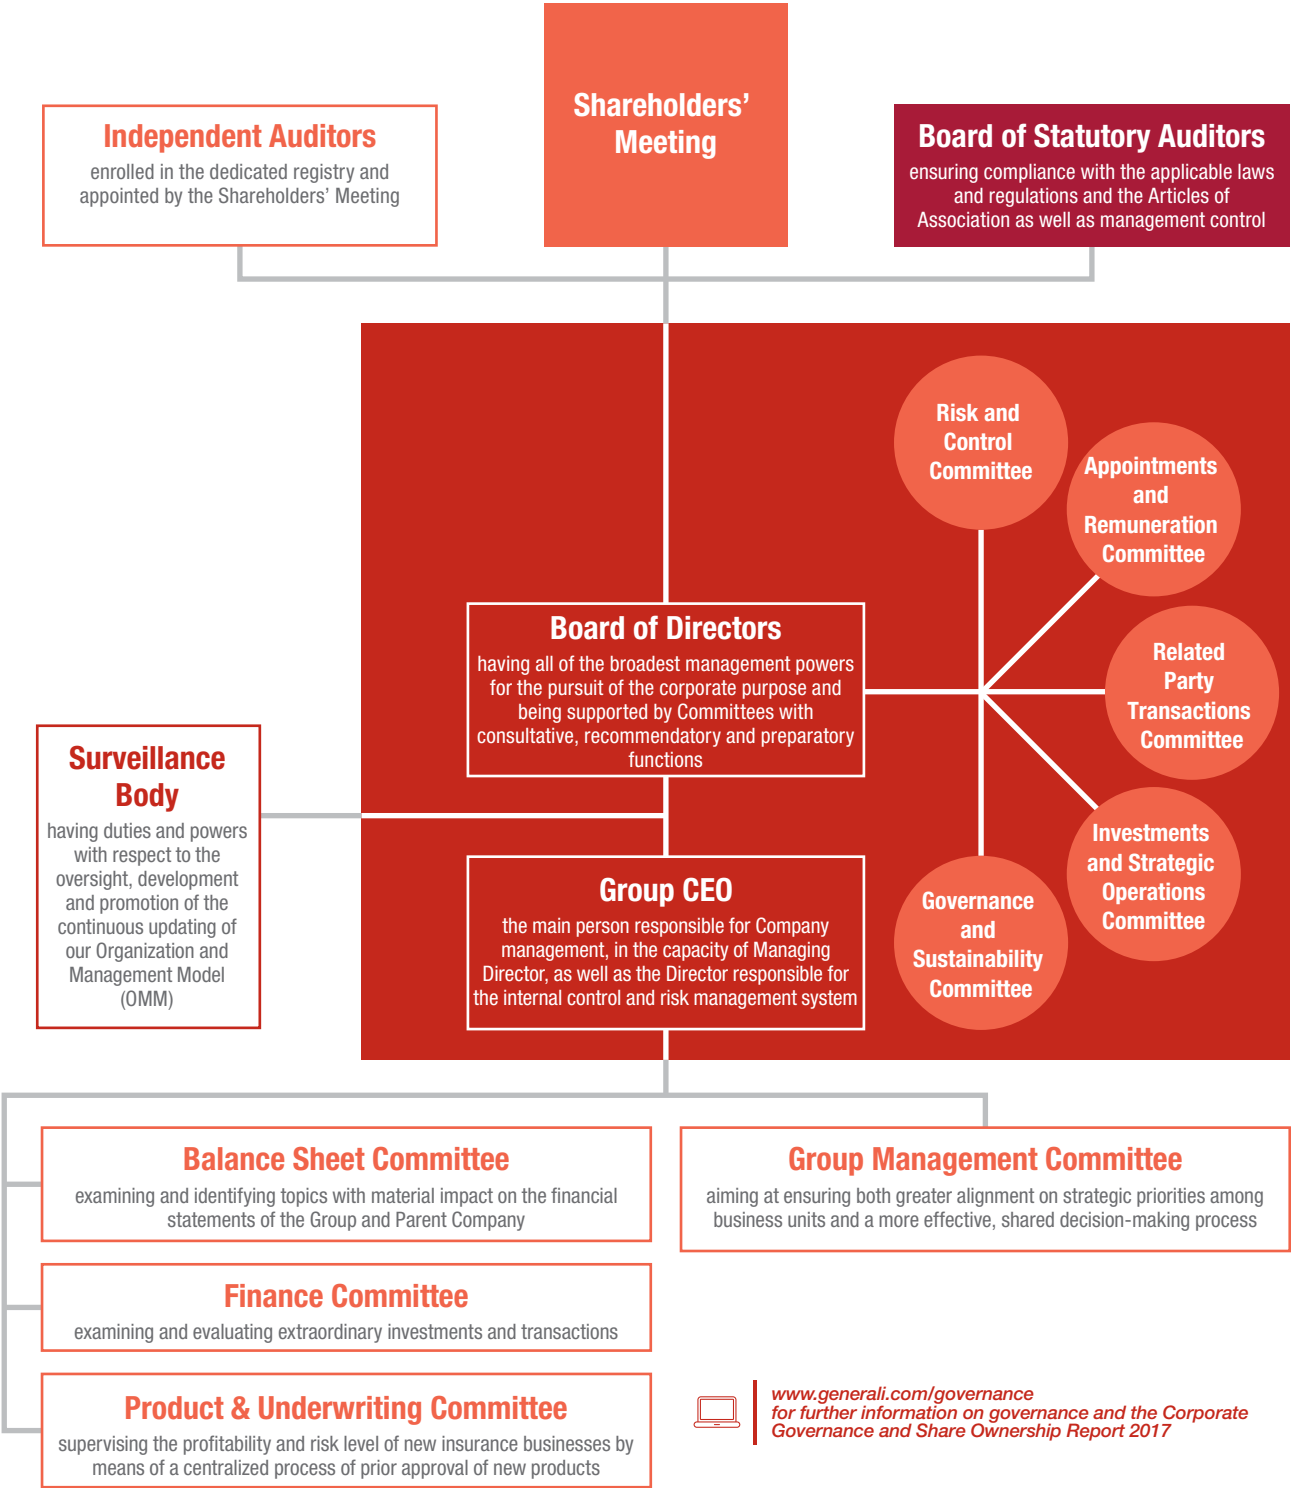 Shareholders’
Meeting
Independent Auditors
enrolled in the dedicated registry and
appointed by the Shareholders’ Meeting
Board of Statutory Auditors
ensuring compliance with the applicable laws
and regulations and the Articles of
Association as well as management control
Risk and
Control
Committee
Appointments
and
Remuneration
Committee
Related
Party
Transactions
Committee
Investments
and Strategic
Operations
Committee
Governance
and
Sustainability
Committee
Board of Directors
having all of the broadest management powers
for the pursuit of the corporate purpose and
being supported by Committees with
consultative, recommendatory and preparatory
functions
Surveillance
Body
having duties and powers
with respect to the
oversight, development
and promotion of the
continuous updating of
our Organization and
Management Model
(OMM)
Group CEO
the main person responsible for Company
management, in the capacity of Managing
Director, as well as the Director responsible for
the internal control and risk management system
Balance Sheet Committee
examining and identifying topics with material impact on the financial
statements of the Group and Parent Company
Group Management Committee
aiming at ensuring both greater alignment on strategic priorities among
business units and a more effective, shared decision-making process
Finance Committee
examining and evaluating extraordinary investments and transactions
Product & Underwriting Committee
supervising the profitability and risk level of new insurance businesses by
means of a centralized process of prior approval of new products
www.generali.com/governance
for further information on governance and the Corporate
Governance and Share Ownership Report 2017